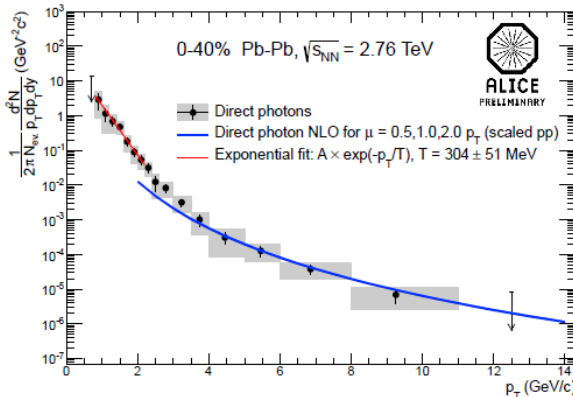 0-40% Pb-Pb, √s_NN = 2.76 TeV
ALICE
PRELIMINARY
Direct photons
Direct photon NLO for μ = 0.5,1.0,2.0 p_T (scaled pp)
Exponential fit: A × exp(-p_T/T), T = 304 ± 51 MeV
1/(2π N_ev.) d²N/(p_T dp_T dy) (GeV⁻²c²)
10³
10²
10
1
10⁻¹
10⁻²
10⁻³
10⁻⁴
10⁻⁵
10⁻⁶
10⁻⁷
0 2 4 6 8 10 12 14
p_T (GeV/c)